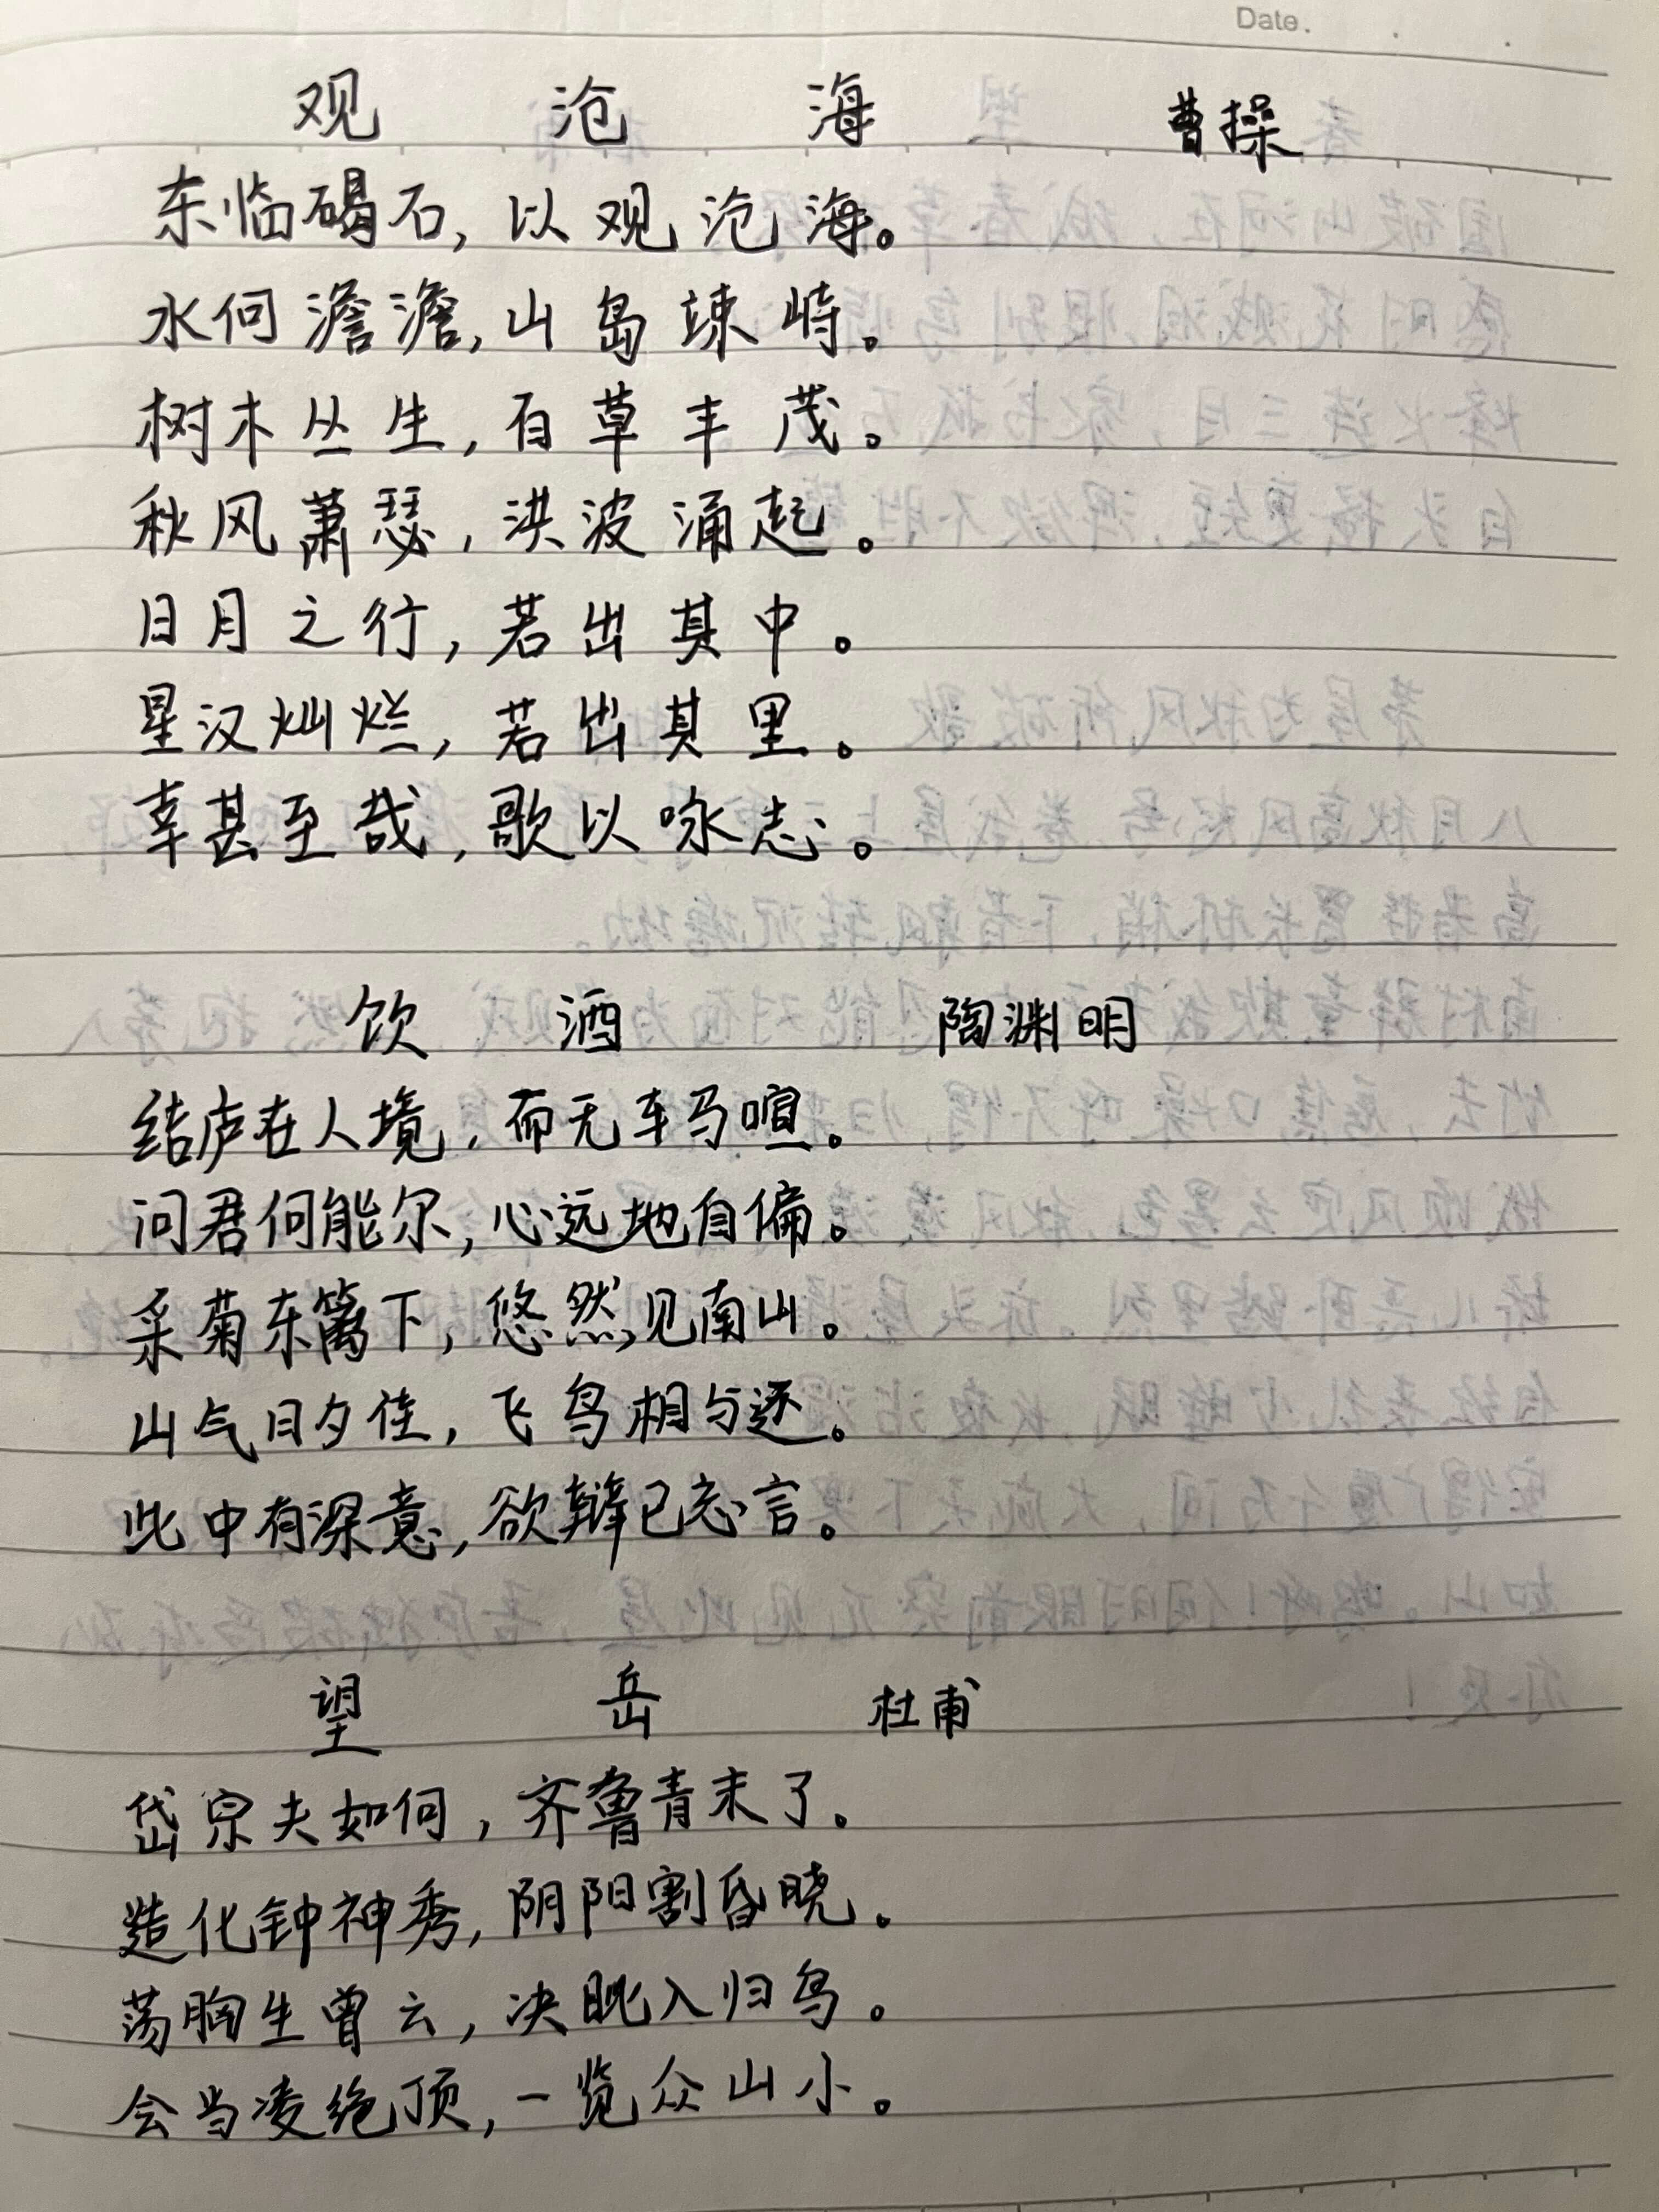 Date.
观沧海 曹操
东临碣石,以观沧海。
水何澹澹,山岛竦峙。
树木丛生,百草丰茂。
秋风萧瑟,洪波涌起。
日月之行,若出其中。
星汉灿烂,若出其里。
幸甚至哉,歌以咏志。
饮酒 陶渊明
结庐在人境,而无车马喧。
问君何能尔,心远地自偏。
采菊东篱下,悠然见南山。
山气日夕佳,飞鸟相与还。
此中有深意,欲辩已忘言。
望岳 杜甫
岱宗夫如何,齐鲁青未了。
造化钟神秀,阴阳割昏晓。
荡胸生曾云,决眦入归鸟。
会当凌绝顶,一览众山小。